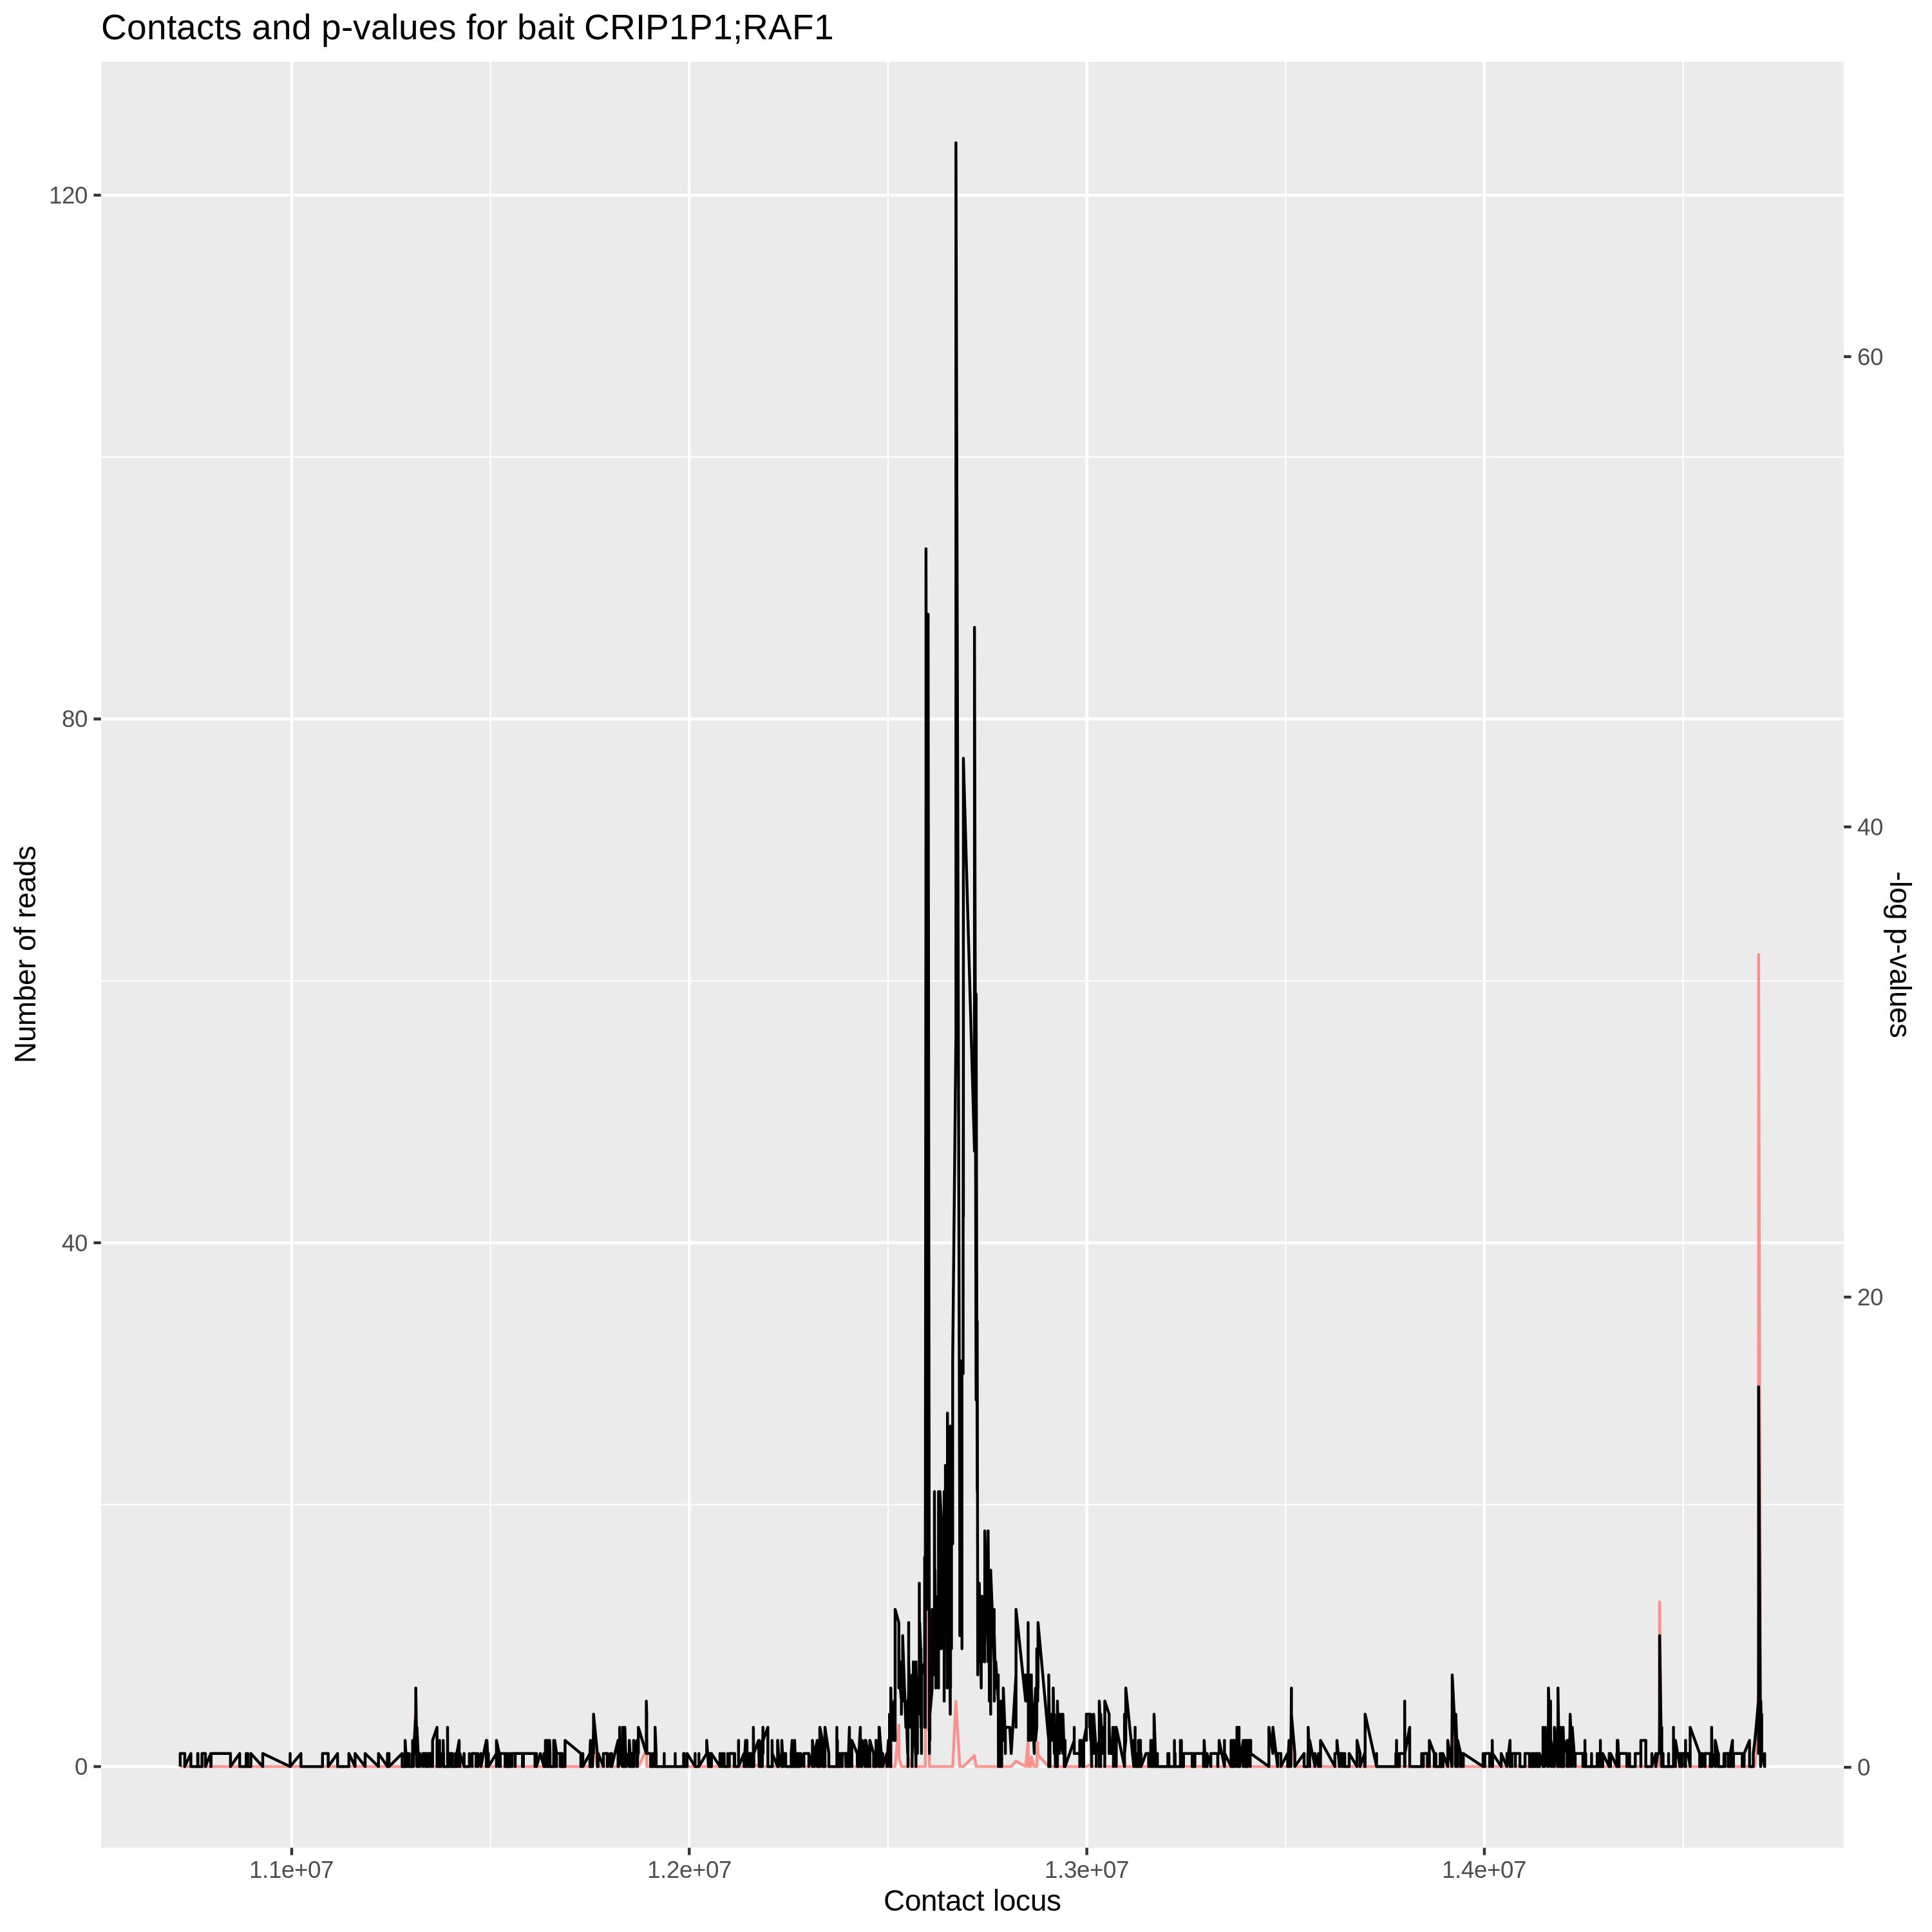 Contacts and p-values for bait CRIP1P1;RAF1
120
80
40
0
60
40
20
0
Number of reads
-log p-values
1.1e+07
1.2e+07
1.3e+07
1.4e+07
Contact locus